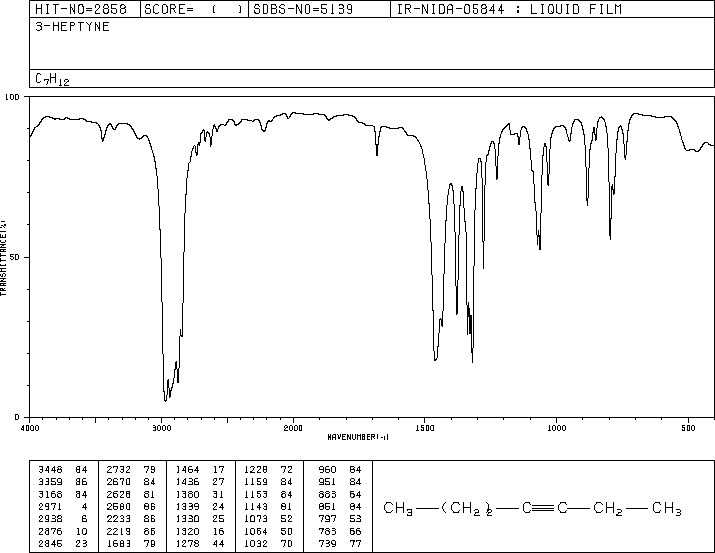 HIT-NO=2858 SCORE= ( ) SDBS-NO=5139 IR-NIDA-05844 : LIQUID FILM
3-HEPTYNE
C7H12
100
50
0
TRANSMITTANCE(%)
4000 3000 2000 1500 1000 500
WAVENUMBER(-1)
3448 84 2732 79 1464 17 1228 72 960 84
3359 86 2670 84 1436 27 1159 84 951 84
3168 84 2628 81 1380 31 1153 84 883 64
2971 4 2580 86 1339 24 1143 81 851 84
2938 6 2233 86 1330 25 1073 52 797 53
2876 10 2219 86 1320 16 1064 50 783 66
2845 23 1683 79 1278 44 1032 70 739 77
CH3—(CH2)2—C≡C—CH2—CH3